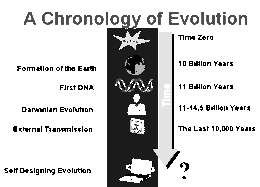 A Chronology of Evolution
Time Zero
Formation of the Earth
10 Billion Years
First DNA
11 Billion Years
Darwinian Evolution
11-14.5 Billion Years
External Transmission
The Last 10,000 Years
Time
Self Designing Evolution
?